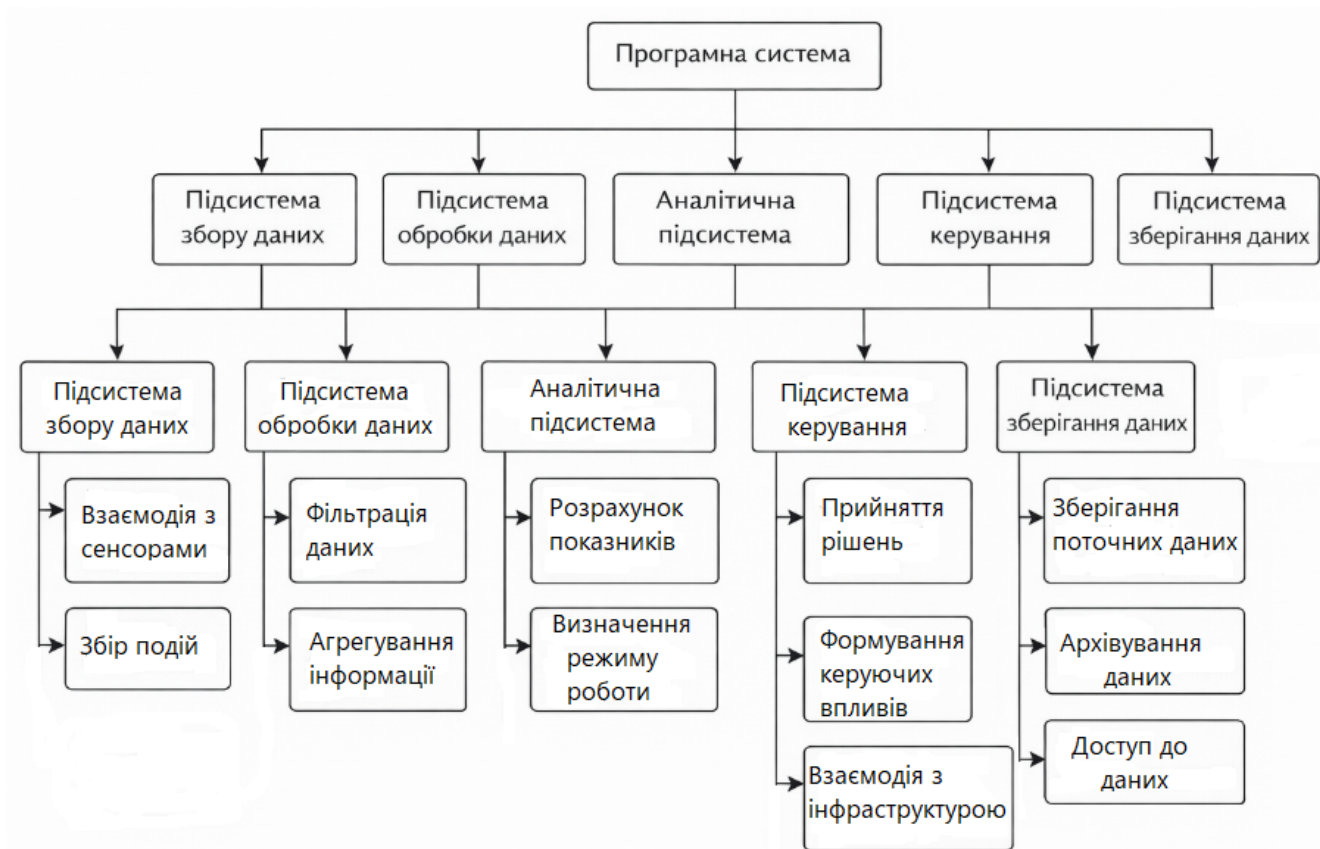 Програмна система
Підсистема
збору даних
Підсистема
обробки даних
Аналітична
підсистема
Підсистема
керування
Підсистема
зберігання даних
Підсистема
збору даних
Підсистема
обробки даних
Аналітична
підсистема
Підсистема
керування
Підсистема
зберігання даних
Взаємодія з
сенсорами
Збір подій
Фільтрація
даних
Агрегування
інформації
Розрахунок
показників
Визначення
режиму
роботи
Прийняття
рішень
Формування
керуючих
впливів
Взаємодія з
інфраструктурою
Зберігання
поточних даних
Архівування
даних
Доступ до
даних